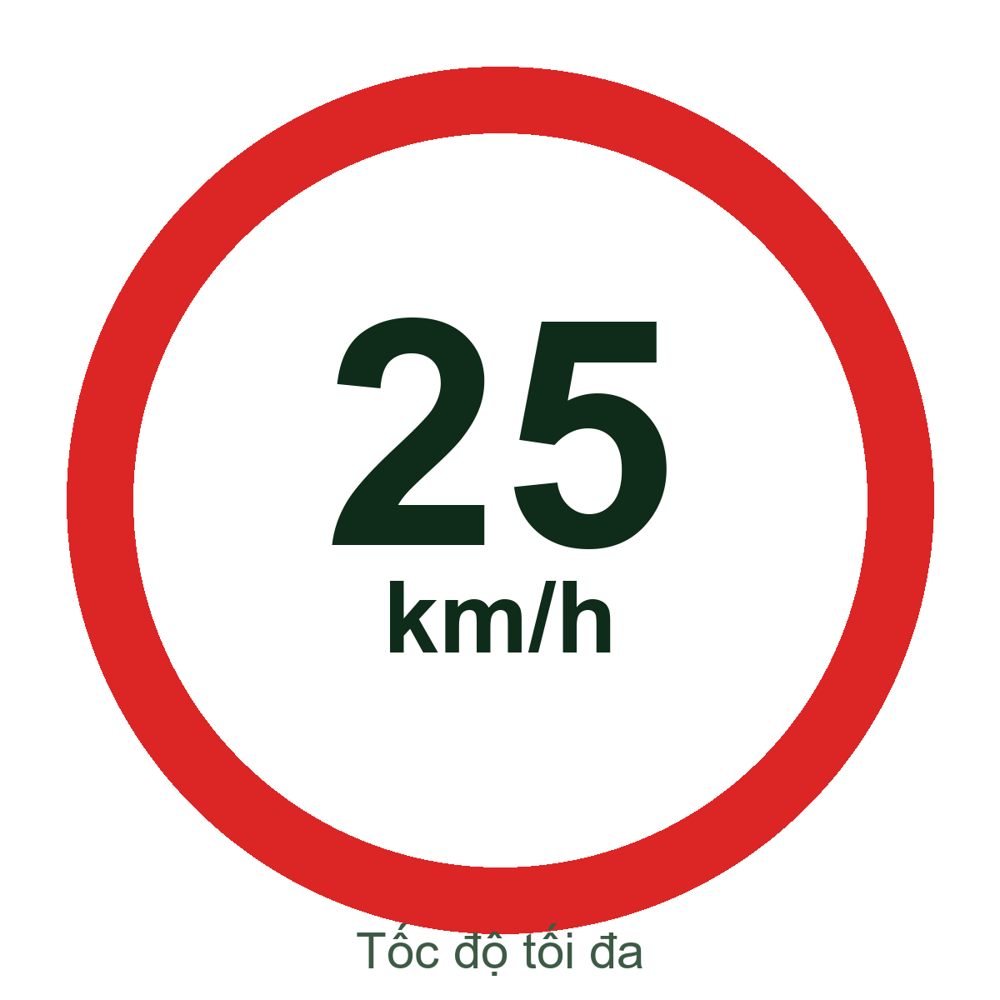 25
km/h
Tốc độ tối đa